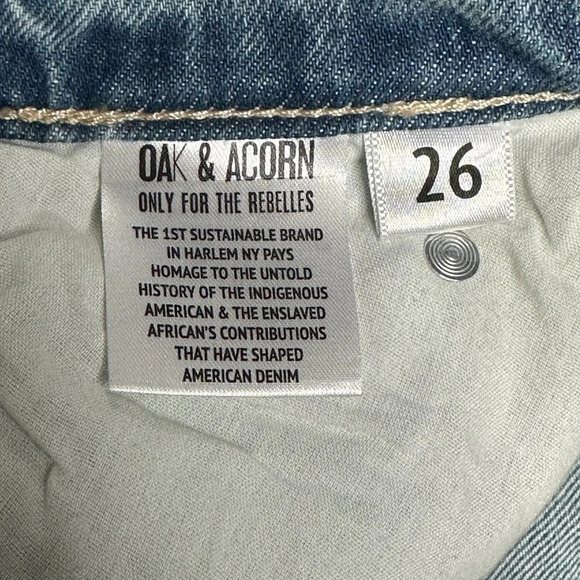 OAK & ACORN
ONLY FOR THE REBELLES
THE 1ST SUSTAINABLE BRAND
IN HARLEM NY PAYS
HOMAGE TO THE UNTOLD
HISTORY OF THE INDIGENOUS
AMERICAN & THE ENSLAVED
AFRICAN'S CONTRIBUTIONS
THAT HAVE SHAPED
AMERICAN DENIM
26